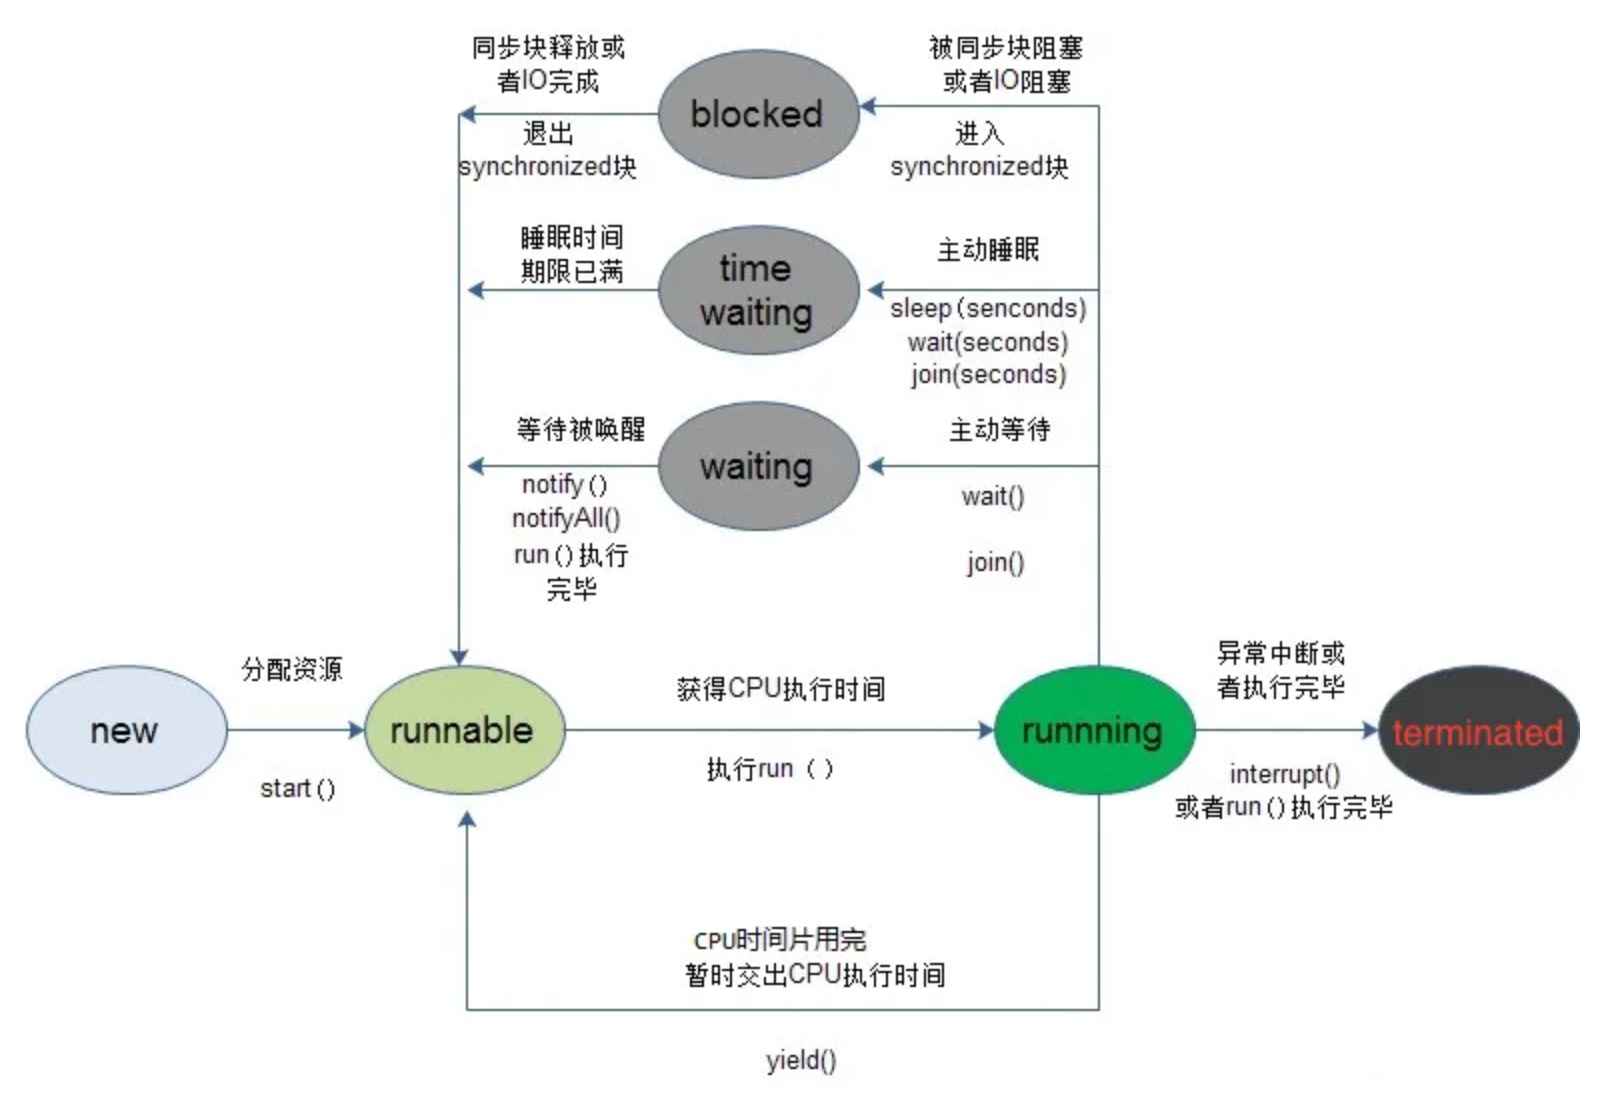 同步块释放或
者IO完成
被同步块阻塞
或者IO阻塞
blocked
退出
synchronized块
进入
synchronized块
睡眠时间
期限已满
time
waiting
主动睡眠
sleep(senconds)
wait(seconds)
join(seconds)
等待被唤醒
waiting
主动等待
notify()
notifyAll()
run()执行
完毕
wait()
join()
new
分配资源
start()
runnable
获得CPU执行时间
执行run（）
runnning
异常中断或
者执行完毕
interrupt()
或者run()执行完毕
terminated
CPU时间片用完
暂时交出CPU执行时间
yield()